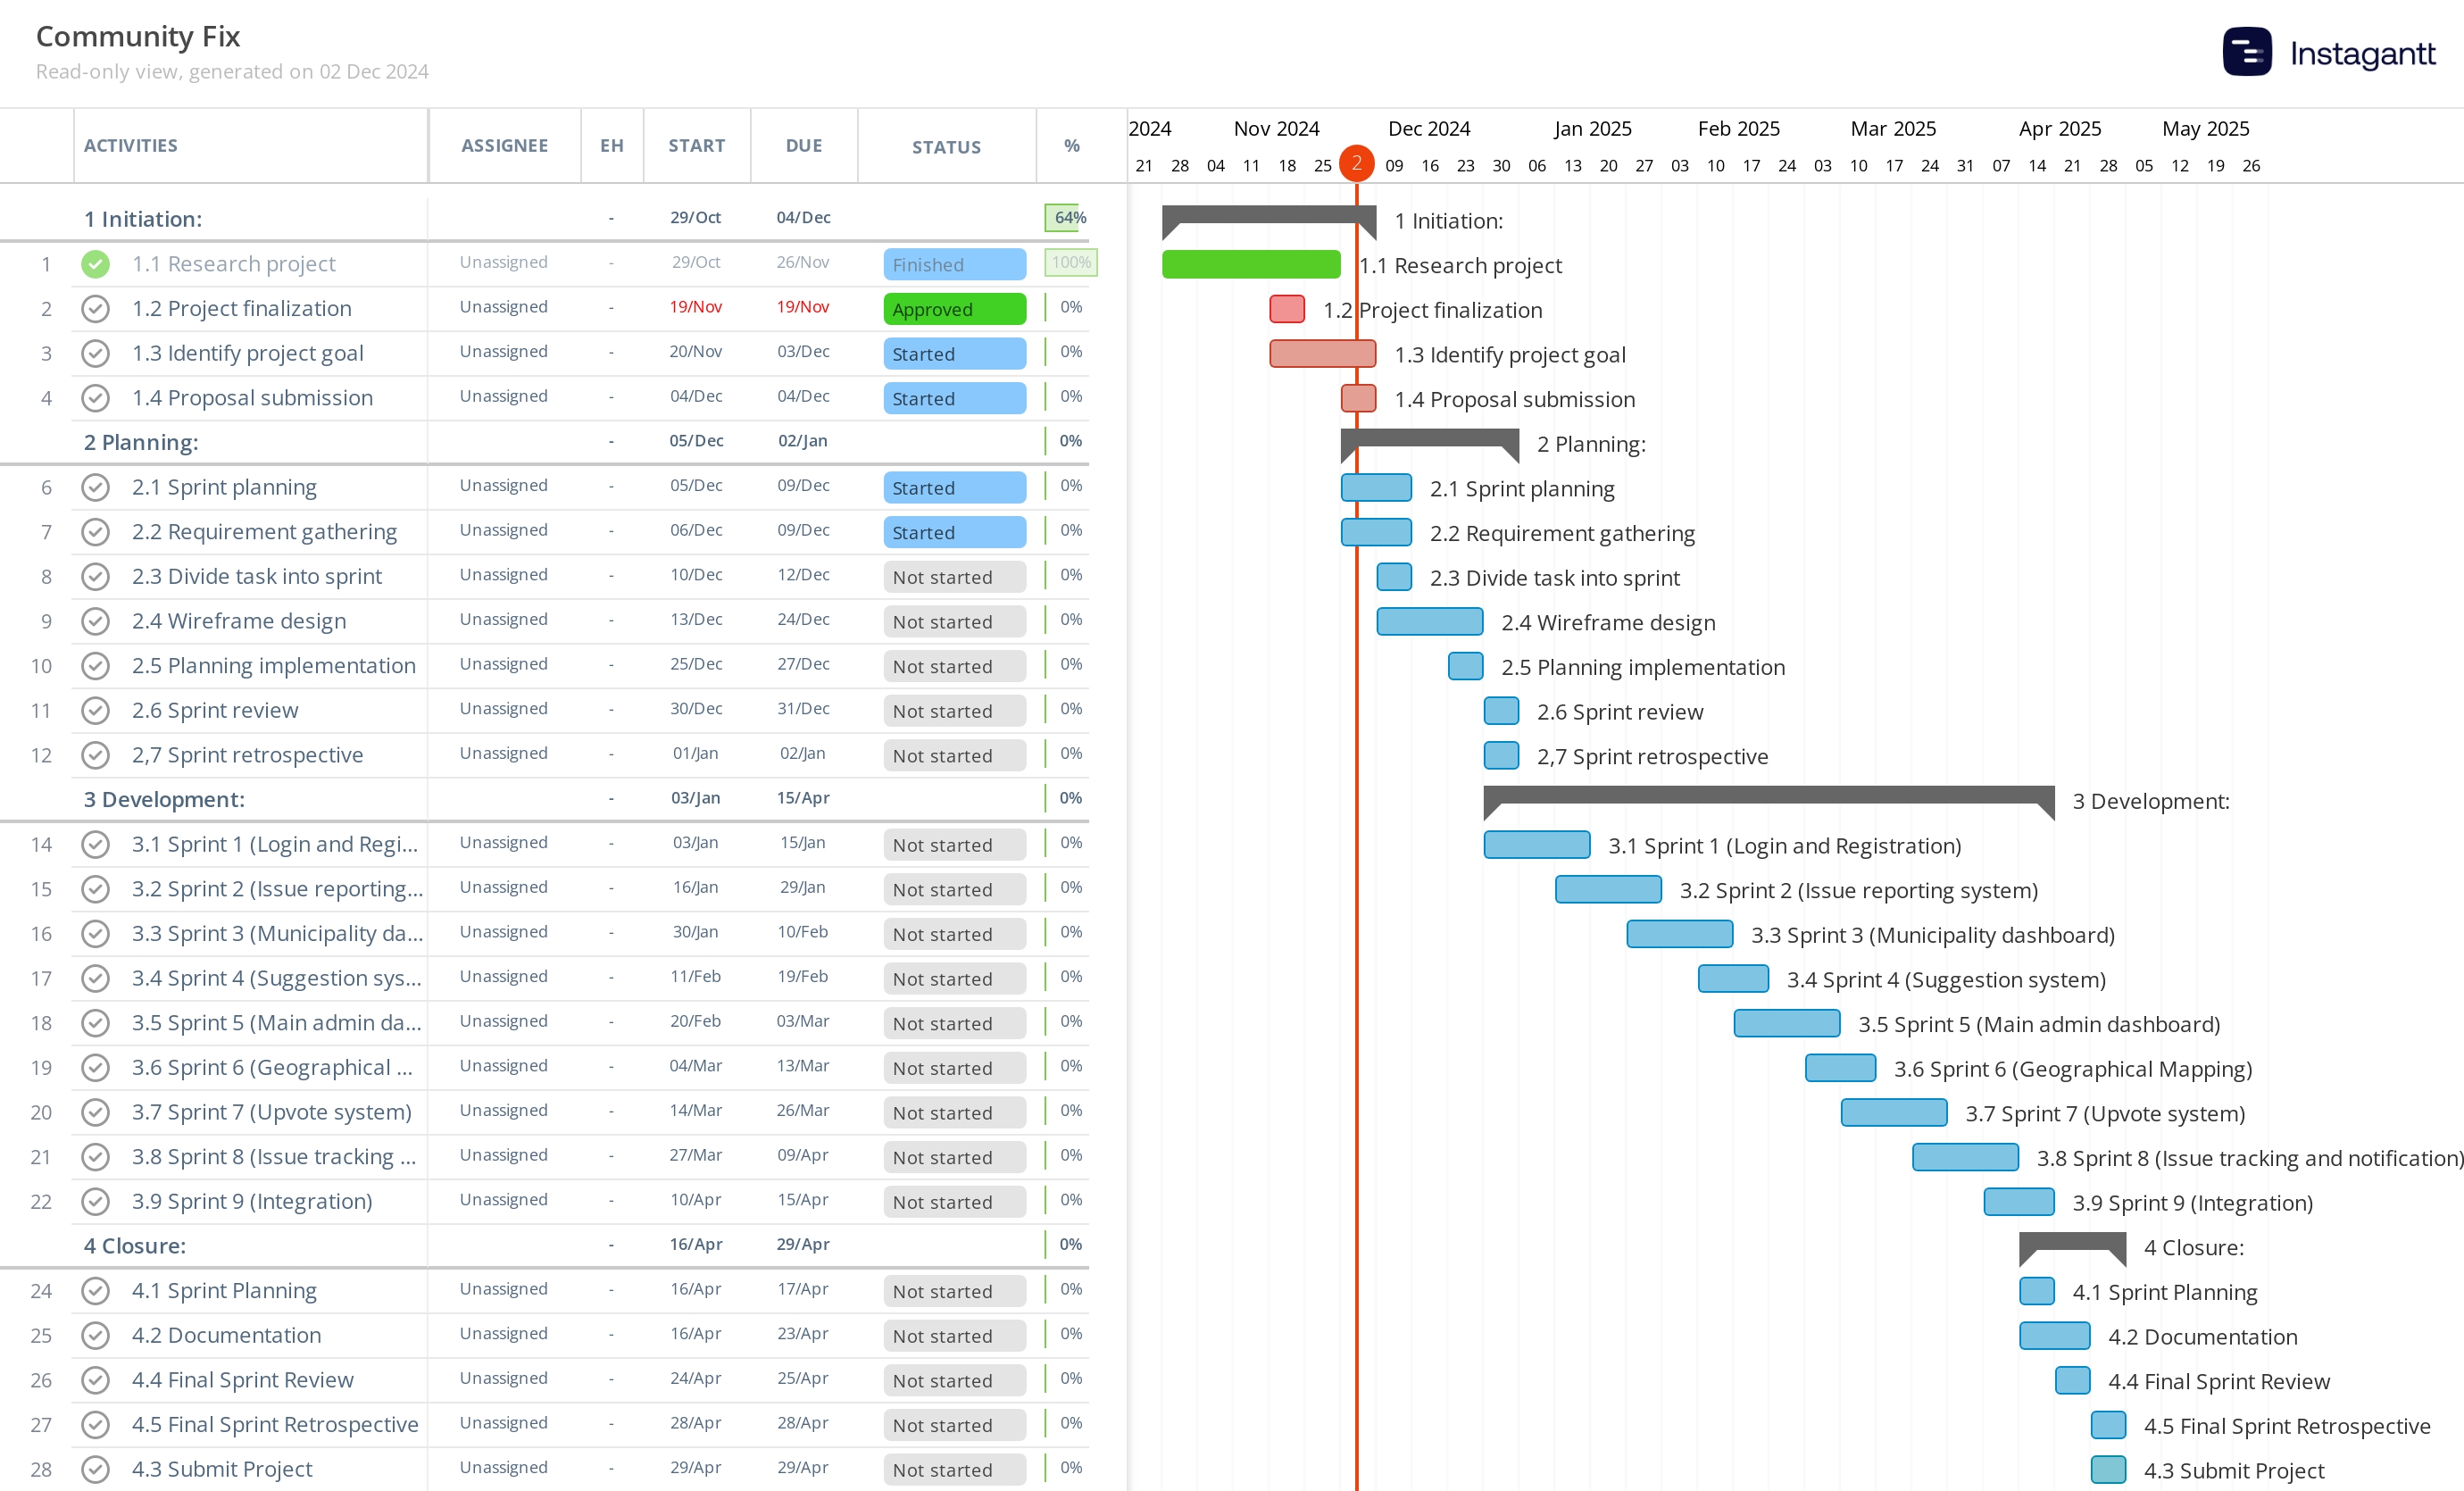 Community Fix
Read-only view, generated on 02 Dec 2024
Instagantt
ACTIVITIES ASSIGNEE EH START DUE STATUS %
2024 Nov 2024 Dec 2024 Jan 2025 Feb 2025 Mar 2025 Apr 2025 May 2025
21 28 04 11 18 25 2 09 16 23 30 06 13 20 27 03 10 17 24 03 10 17 24 31 07 14 21 28 05 12 19 26
1 Initiation: - 29/Oct 04/Dec 64% 1 Initiation:
1 1.1 Research project Unassigned - 29/Oct 26/Nov Finished 100% 1.1 Research project
2 1.2 Project finalization Unassigned - 19/Nov 19/Nov Approved 0% 1.2 Project finalization
3 1.3 Identify project goal Unassigned - 20/Nov 03/Dec Started 0% 1.3 Identify project goal
4 1.4 Proposal submission Unassigned - 04/Dec 04/Dec Started 0% 1.4 Proposal submission
2 Planning: - 05/Dec 02/Jan 0% 2 Planning:
6 2.1 Sprint planning Unassigned - 05/Dec 09/Dec Started 0% 2.1 Sprint planning
7 2.2 Requirement gathering Unassigned - 06/Dec 09/Dec Started 0% 2.2 Requirement gathering
8 2.3 Divide task into sprint Unassigned - 10/Dec 12/Dec Not started 0% 2.3 Divide task into sprint
9 2.4 Wireframe design Unassigned - 13/Dec 24/Dec Not started 0% 2.4 Wireframe design
10 2.5 Planning implementation Unassigned - 25/Dec 27/Dec Not started 0% 2.5 Planning implementation
11 2.6 Sprint review Unassigned - 30/Dec 31/Dec Not started 0% 2.6 Sprint review
12 2,7 Sprint retrospective Unassigned - 01/Jan 02/Jan Not started 0% 2,7 Sprint retrospective
3 Development: - 03/Jan 15/Apr 0% 3 Development:
14 3.1 Sprint 1 (Login and Regi... Unassigned - 03/Jan 15/Jan Not started 0% 3.1 Sprint 1 (Login and Registration)
15 3.2 Sprint 2 (Issue reporting... Unassigned - 16/Jan 29/Jan Not started 0% 3.2 Sprint 2 (Issue reporting system)
16 3.3 Sprint 3 (Municipality da... Unassigned - 30/Jan 10/Feb Not started 0% 3.3 Sprint 3 (Municipality dashboard)
17 3.4 Sprint 4 (Suggestion sys... Unassigned - 11/Feb 19/Feb Not started 0% 3.4 Sprint 4 (Suggestion system)
18 3.5 Sprint 5 (Main admin da... Unassigned - 20/Feb 03/Mar Not started 0% 3.5 Sprint 5 (Main admin dashboard)
19 3.6 Sprint 6 (Geographical ... Unassigned - 04/Mar 13/Mar Not started 0% 3.6 Sprint 6 (Geographical Mapping)
20 3.7 Sprint 7 (Upvote system) Unassigned - 14/Mar 26/Mar Not started 0% 3.7 Sprint 7 (Upvote system)
21 3.8 Sprint 8 (Issue tracking ... Unassigned - 27/Mar 09/Apr Not started 0% 3.8 Sprint 8 (Issue tracking and notification)
22 3.9 Sprint 9 (Integration) Unassigned - 10/Apr 15/Apr Not started 0% 3.9 Sprint 9 (Integration)
4 Closure: - 16/Apr 29/Apr 0% 4 Closure:
24 4.1 Sprint Planning Unassigned - 16/Apr 17/Apr Not started 0% 4.1 Sprint Planning
25 4.2 Documentation Unassigned - 16/Apr 23/Apr Not started 0% 4.2 Documentation
26 4.4 Final Sprint Review Unassigned - 24/Apr 25/Apr Not started 0% 4.4 Final Sprint Review
27 4.5 Final Sprint Retrospective Unassigned - 28/Apr 28/Apr Not started 0% 4.5 Final Sprint Retrospective
28 4.3 Submit Project Unassigned - 29/Apr 29/Apr Not started 0% 4.3 Submit Project